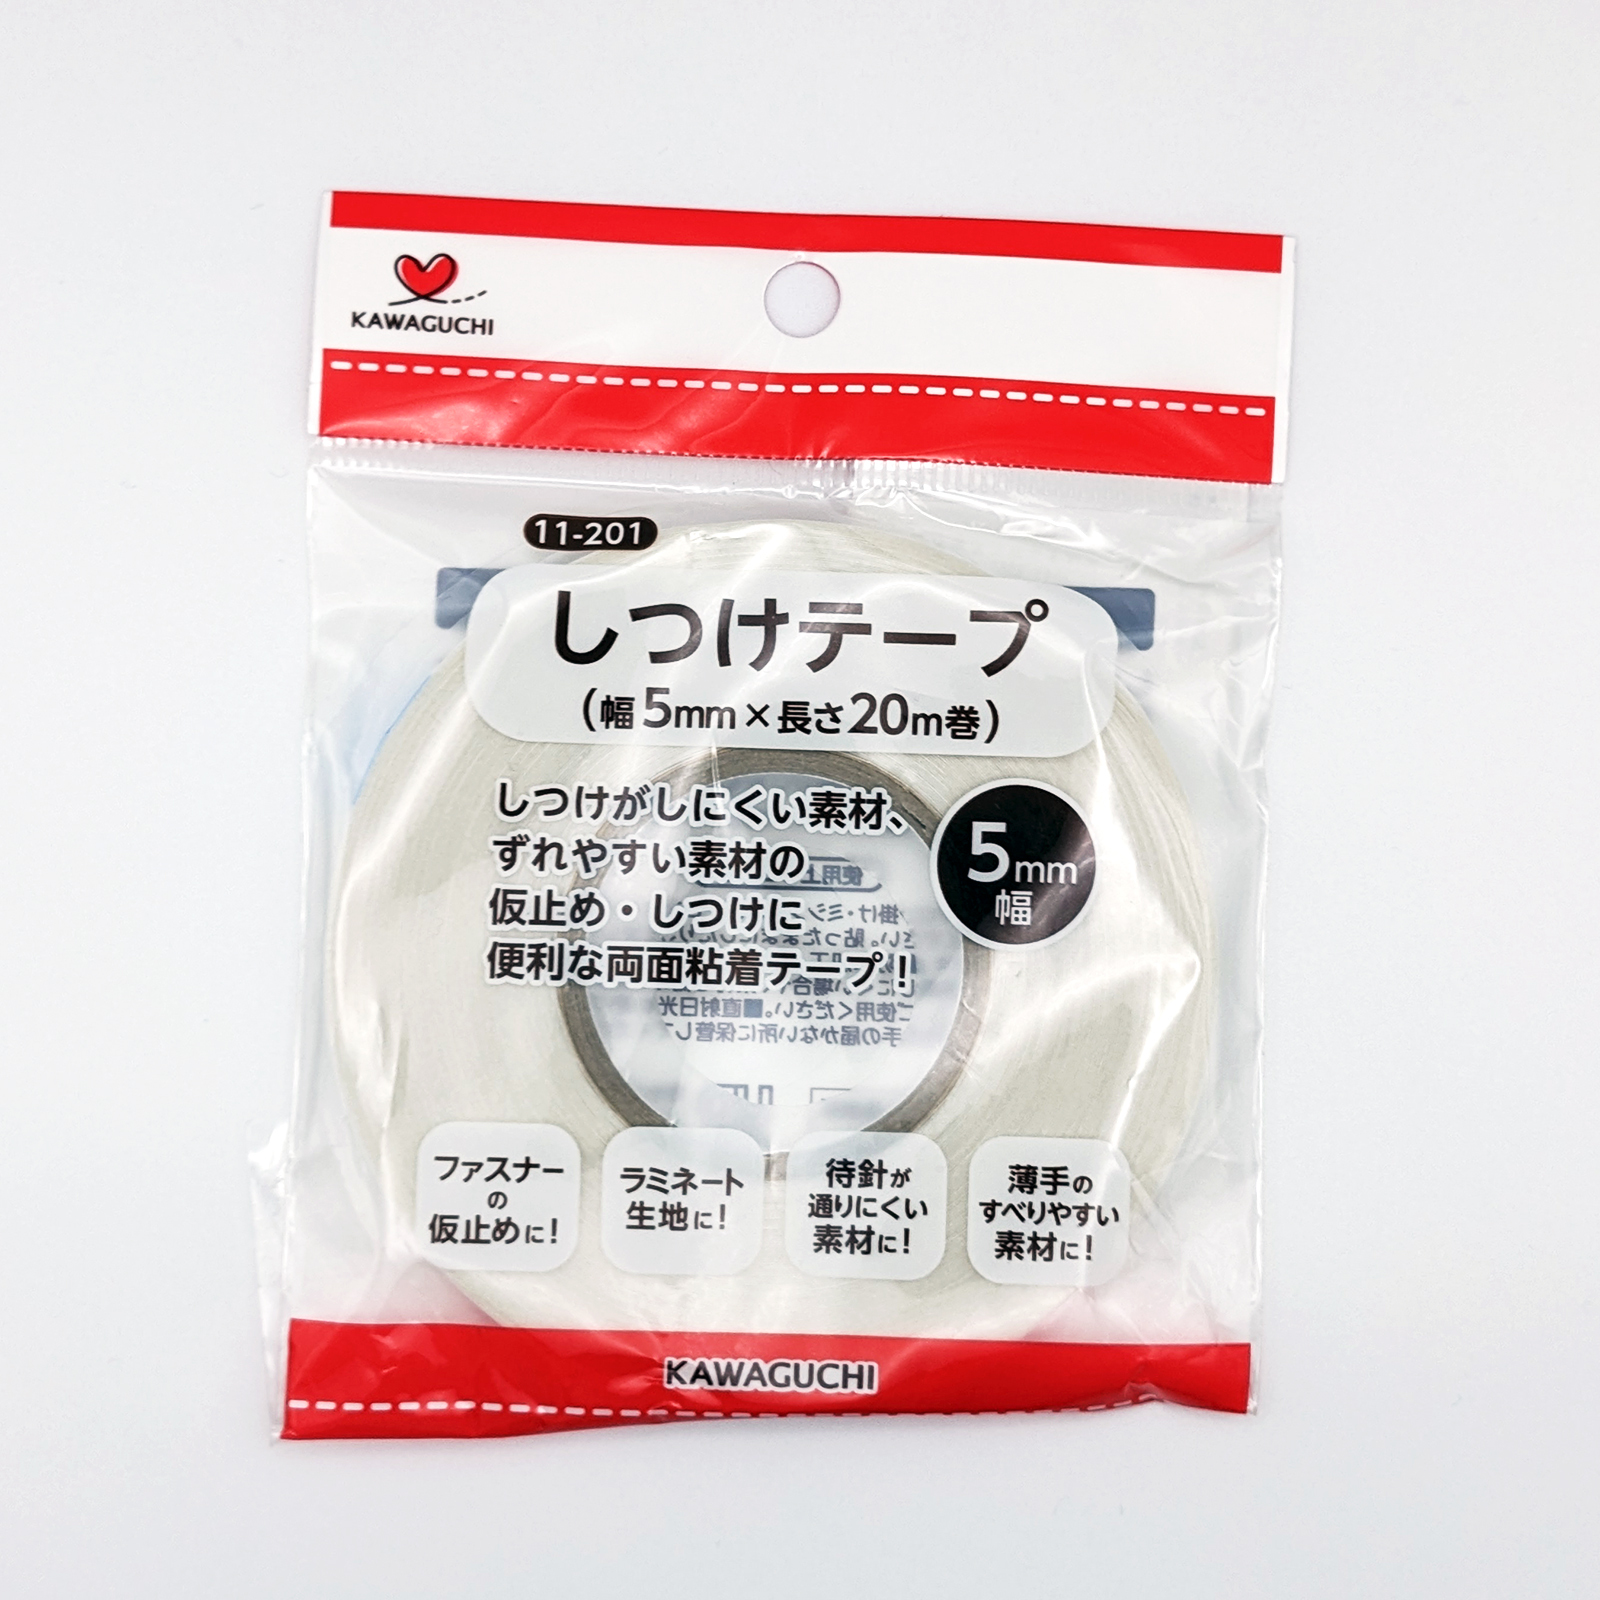 KAWAGUCHI
11-201
しつけテープ
(幅5mm×長さ20m巻)
しつけがしにくい素材、
ずれやすい素材の
仮止め・しつけに
便利な両面粘着テープ!
5mm
幅
ファスナー
の
仮止めに!
ラミネート
生地に!
待針が
通りにくい
素材に!
薄手の
すべりやすい
素材に!
KAWAGUCHI